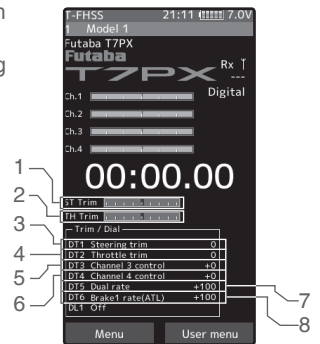 T-FHSS 21:11 7.0V
1 Model 1
Futaba T7PX
Futaba
T7PX
Rx
---
Digital
Ch.1
Ch.2
Ch.3
Ch.4
00:00.00
1
ST Trim
2
TH Trim
Trim / Dial
3 DT1 Steering trim 0
4 DT2 Throttle trim 0
5 DT3 Channel 3 control +0
6 DT4 Channel 4 control +0
DT5 Dual rate +100 7
DT6 Brake1 rate(ATL) +100 8
DL1 Off
Menu User menu